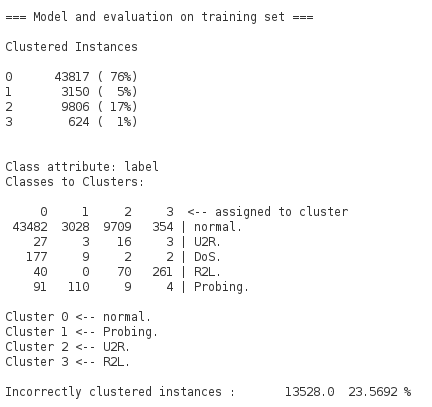 === Model and evaluation on training set ===
Clustered Instances
0 43817 ( 76%)
1 3150 ( 5%)
2 9806 ( 17%)
3 624 ( 1%)
Class attribute: label
Classes to Clusters:
0 1 2 3 <-- assigned to cluster
43482 3028 9709 354 | normal.
27 3 16 3 | U2R.
177 9 2 2 | DoS.
40 0 70 261 | R2L.
91 110 9 4 | Probing.
Cluster 0 <-- normal.
Cluster 1 <-- Probing.
Cluster 2 <-- U2R.
Cluster 3 <-- R2L.
Incorrectly clustered instances : 13528.0 23.5692 %